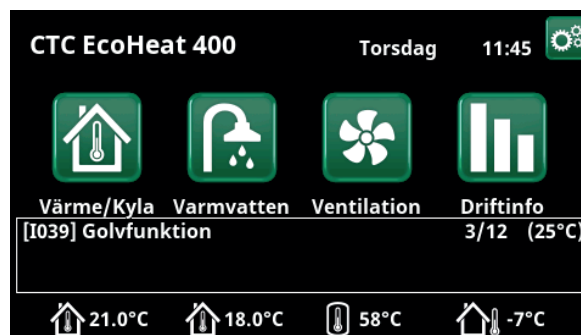 CTC EcoHeat 400 Torsdag 11:45
Värme/Kyla Varmvatten Ventilation Driftinfo
[I039] Golvfunktion 3/12 (25°C)
21.0°C 18.0°C 58°C -7°C